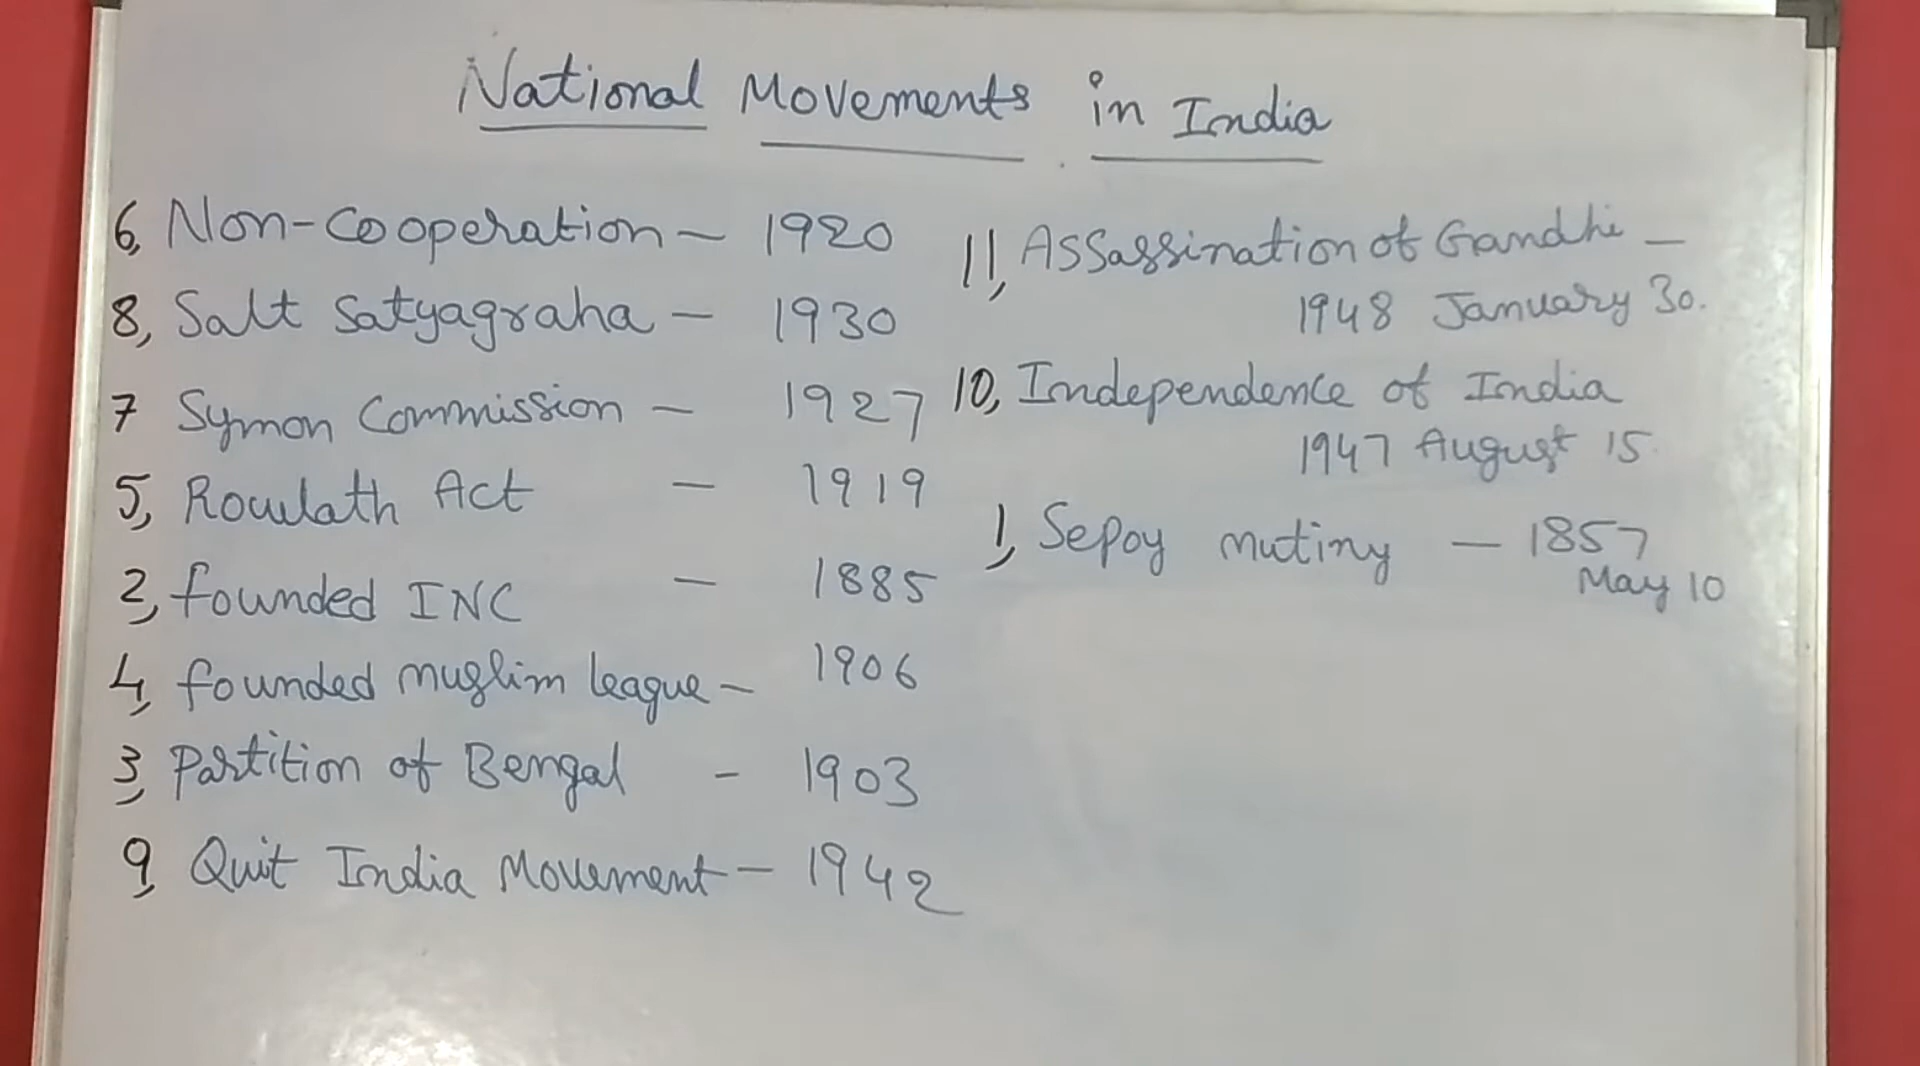 National Movements in India
6, Non-Cooperation - 1920
8, Salt Satyagraha - 1930
7 Symon Commission - 1927
5, Rowlath Act - 1919
2, founded INC - 1885
4, founded muslim league - 1906
3, Partition of Bengal - 1903
9, Quit India Movement - 1942
11, Assassination of Gandhi -
1948 January 30.
10, Independence of India
1947 August 15.
1, Sepoy mutiny - 1857
May 10